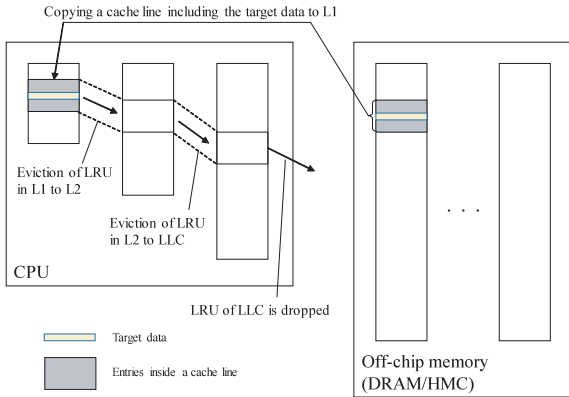 Copying a cache line including the target data to L1
Eviction of LRU
in L1 to L2
Eviction of LRU
in L2 to LLC
CPU
LRU of LLC is dropped
. . .
Target data
Entries inside a cache line
Off-chip memory
(DRAM/HMC)